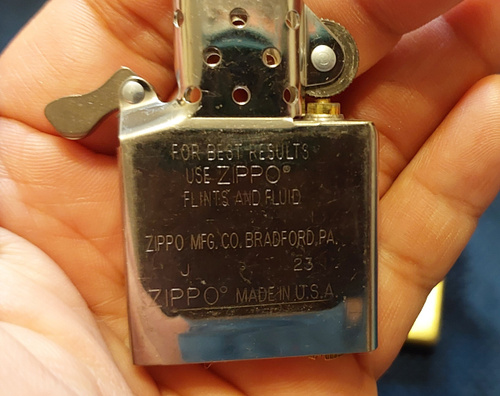 FOR BEST RESULTS
USE ZIPPO®
FLINTS AND FLUID
ZIPPO MFG. CO. BRADFORD, PA.
J 23
ZIPPO® MADE IN U.S.A.